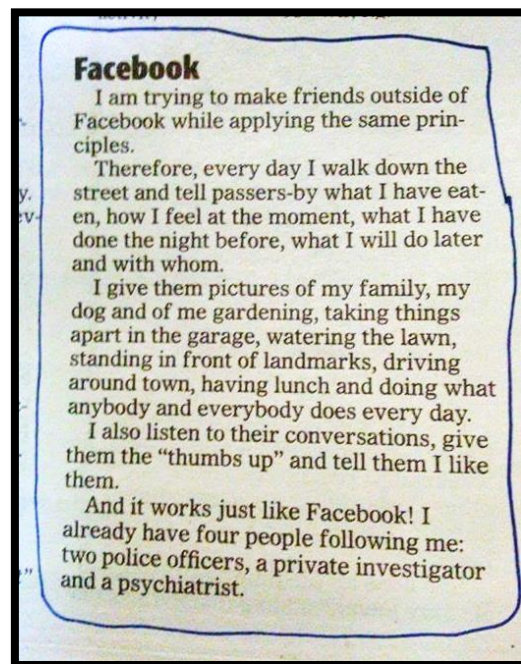 Facebook
I am trying to make friends outside of
Facebook while applying the same prin-
ciples.
Therefore, every day I walk down the
street and tell passers-by what I have eat-
en, how I feel at the moment, what I have
done the night before, what I will do later
and with whom.
I give them pictures of my family, my
dog and of me gardening, taking things
apart in the garage, watering the lawn,
standing in front of landmarks, driving
around town, having lunch and doing what
anybody and everybody does every day.
I also listen to their conversations, give
them the “thumbs up” and tell them I like
them.
And it works just like Facebook! I
already have four people following me:
two police officers, a private investigator
and a psychiatrist.